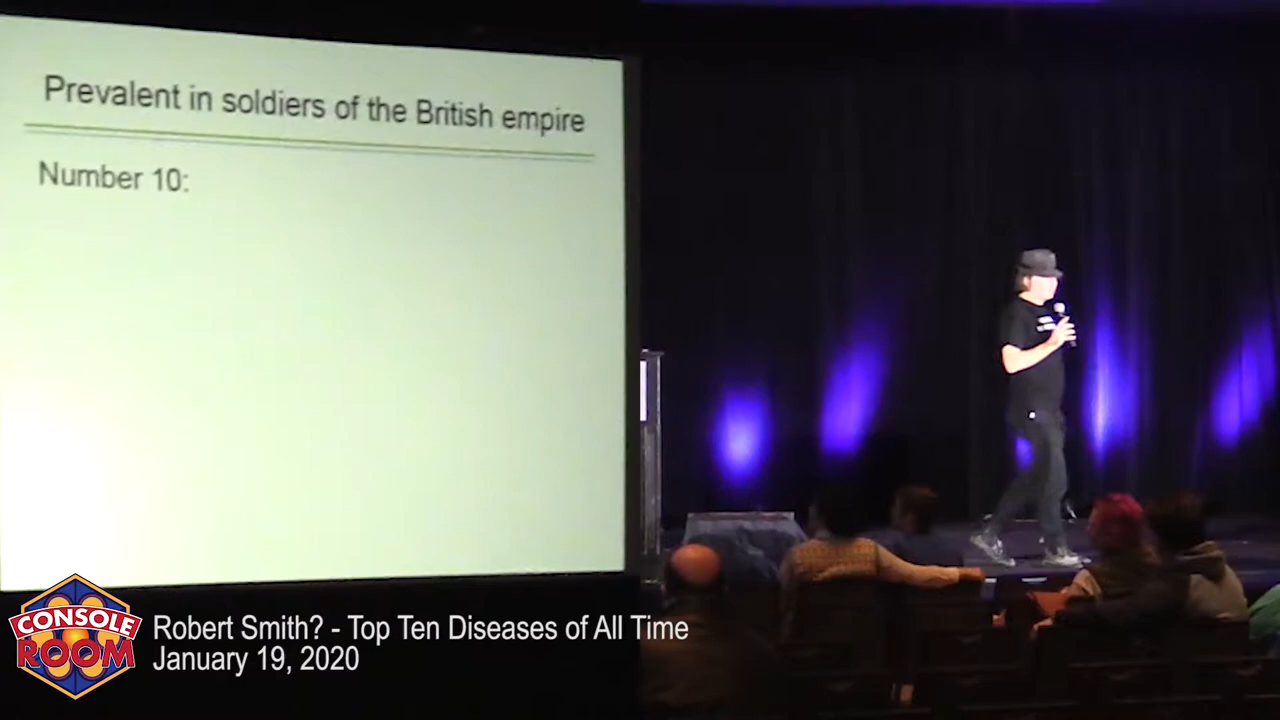 Prevalent in soldiers of the British empire
Number 10:
CONSOLE
ROOM
Robert Smith? - Top Ten Diseases of All Time
January 19, 2020